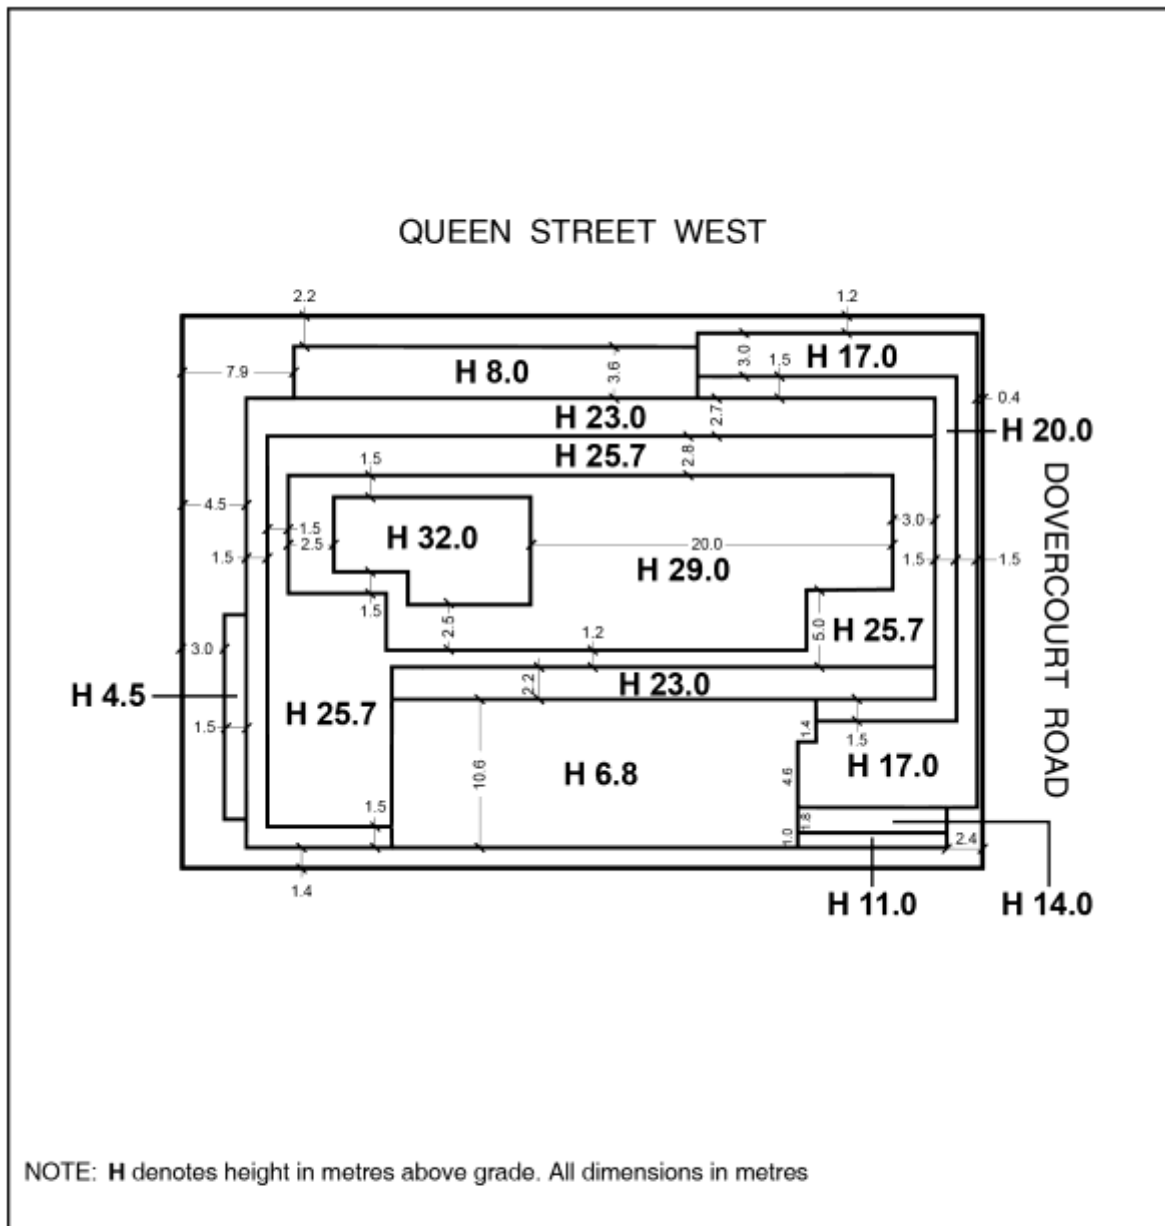 QUEEN STREET WEST
2.2
1.2
H 17.0
3.0
1.5
7.9
H 8.0
3.6
0.4
H 23.0
2.7
H 20.0
H 25.7
2.8
1.5
DOVERCOURT ROAD
4.5
1.5
2.5
H 32.0
20.0
3.0
1.5
H 29.0
1.5
1.5
1.5
2.5
5.0
H 25.7
1.2
3.0
H 4.5
2.2
H 23.0
H 25.7
1.5
1.4
1.5
10.6
H 6.8
4.6
H 17.0
1.5
1.8
1.0
2.4
1.4
H 11.0
H 14.0
NOTE: H denotes height in metres above grade. All dimensions in metres